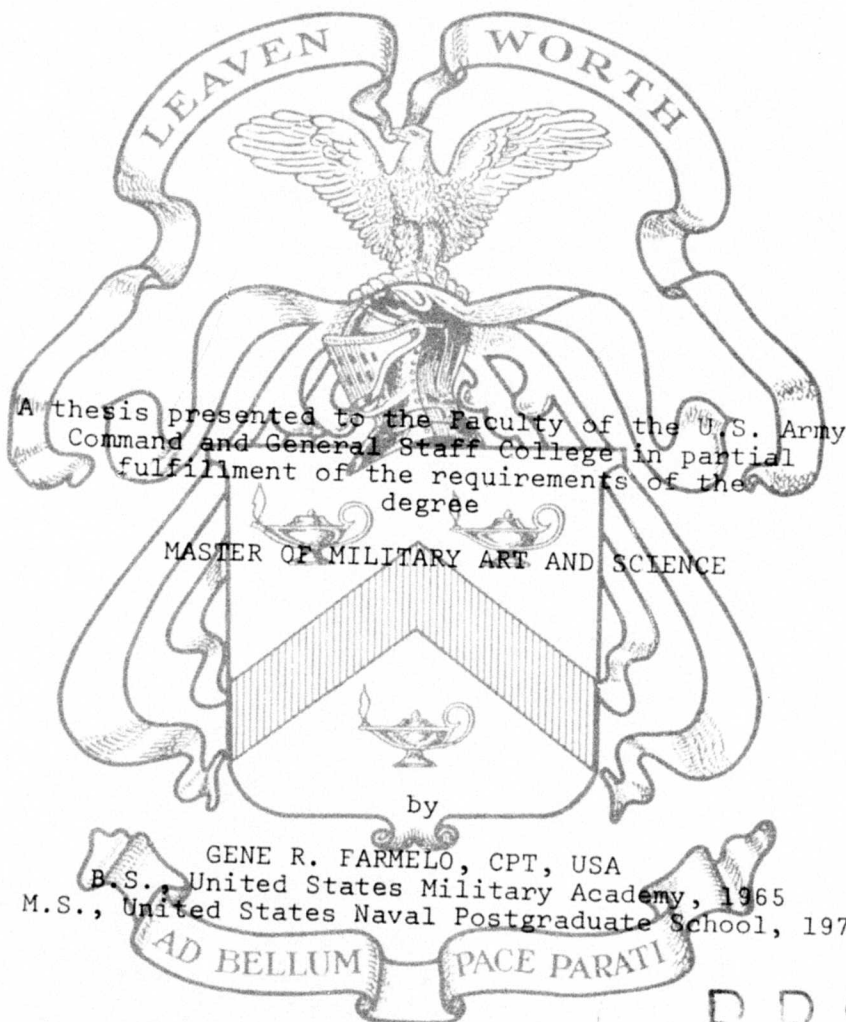 LEAVEN WORTH
A thesis presented to the Faculty of the U.S. Army
Command and General Staff College in partial
fulfillment of the requirements of the
degree
MASTER OF MILITARY ART AND SCIENCE
by
GENE R. FARMELO, CPT, USA
B.S., United States Military Academy, 1965
M.S., United States Naval Postgraduate School, 197
AD BELLUM PACE PARATI